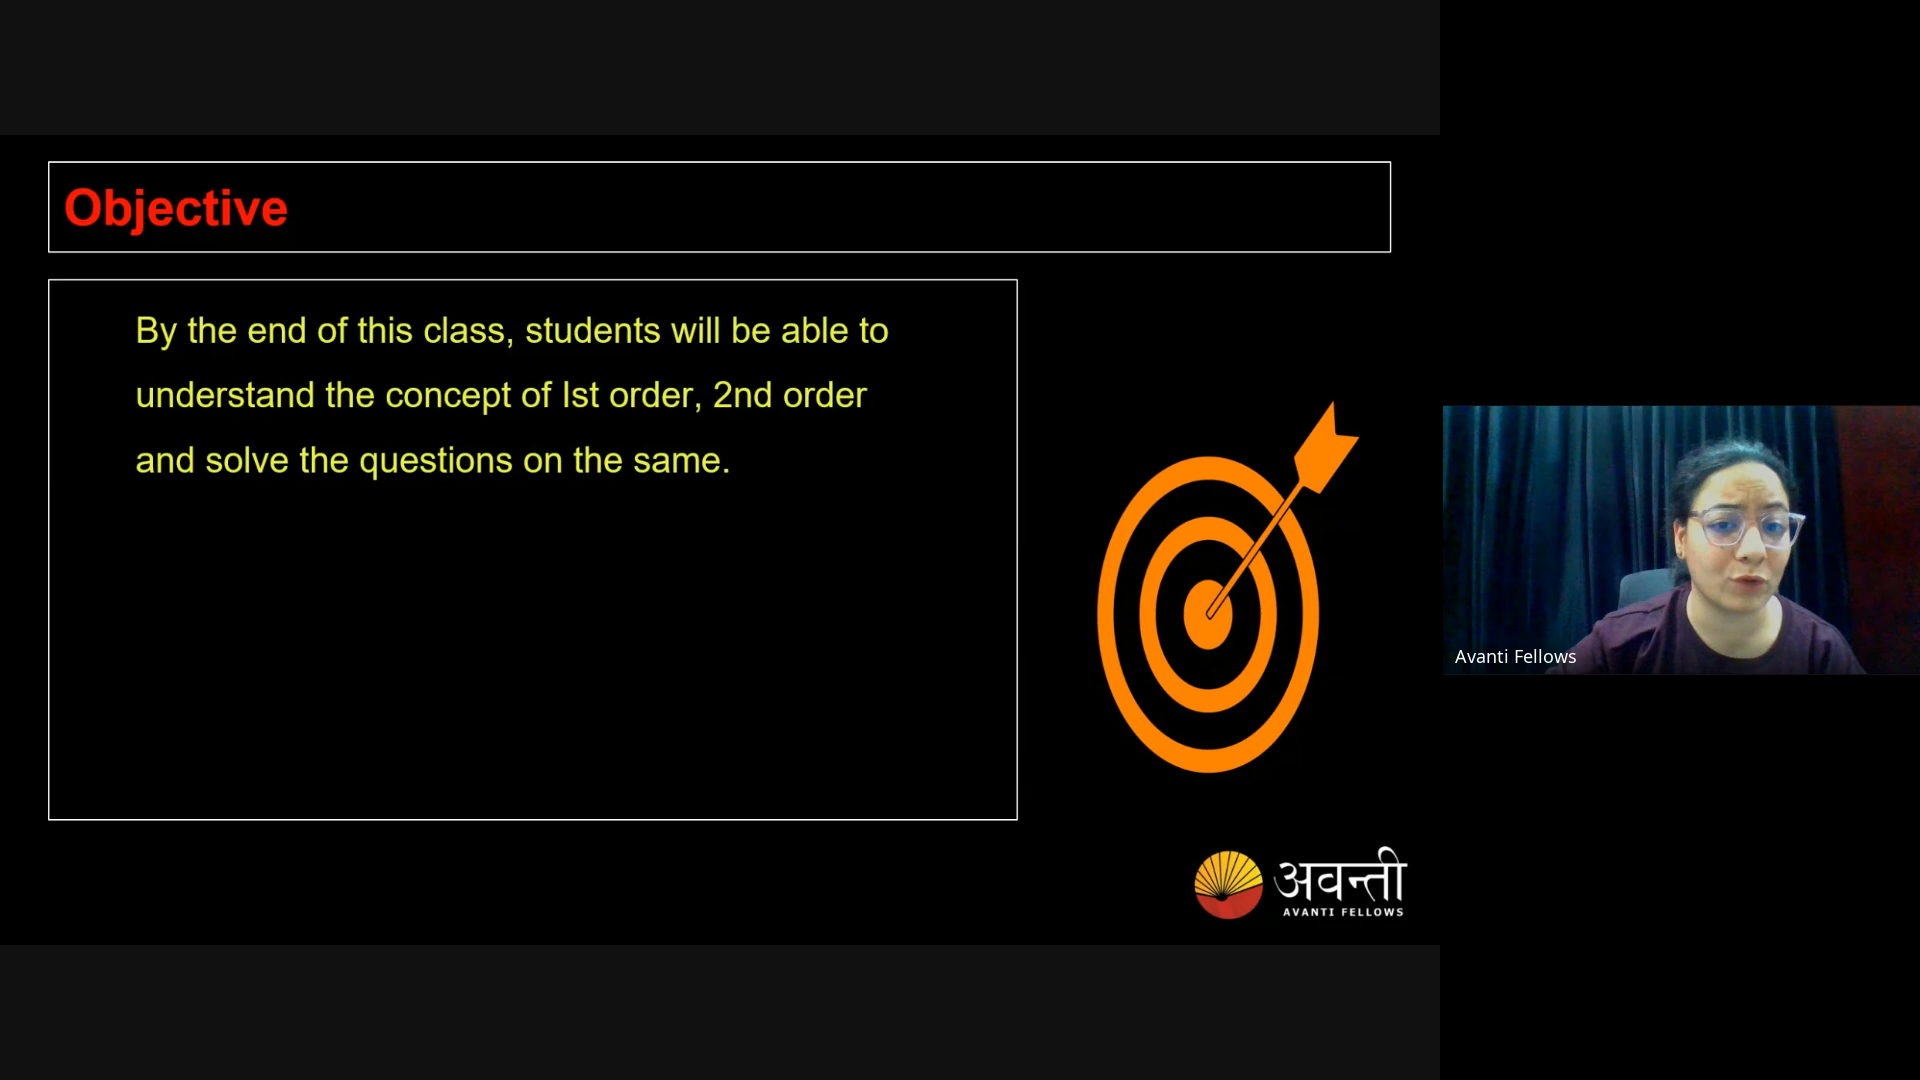 Objective
By the end of this class, students will be able to
understand the concept of Ist order, 2nd order
and solve the questions on the same.
Avanti Fellows
अवन्ती
AVANTI FELLOWS